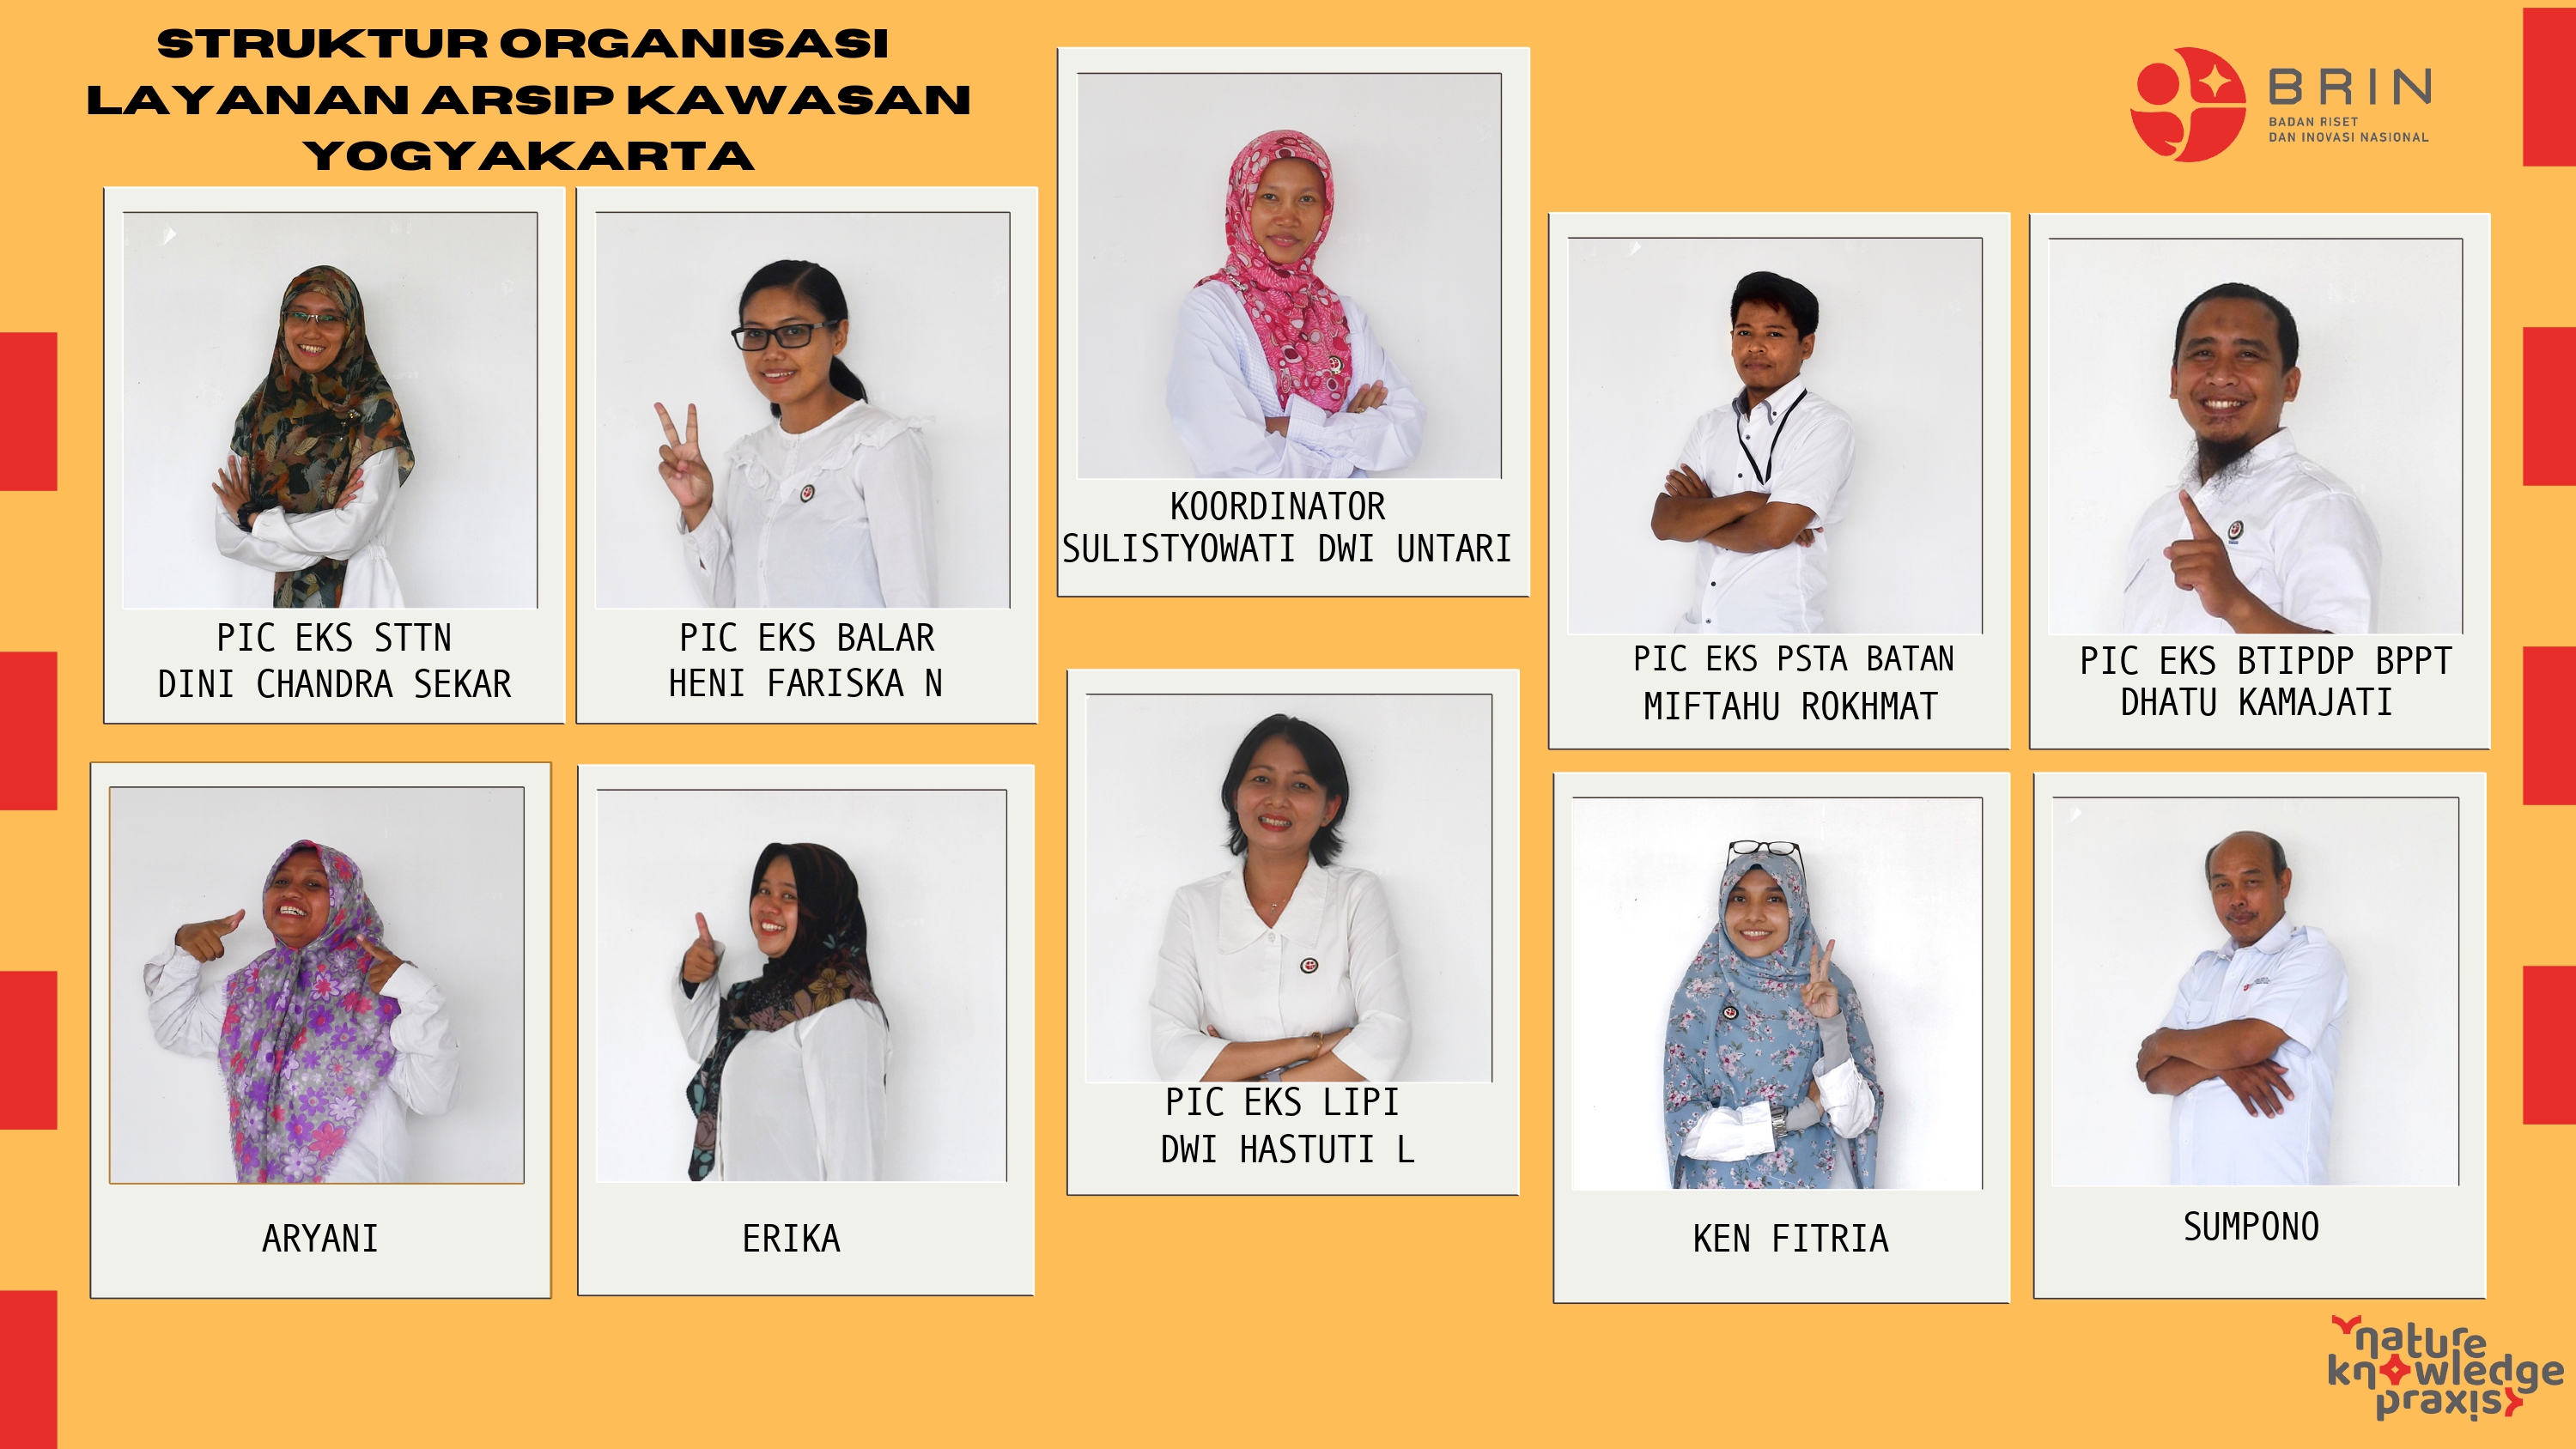 STRUKTUR ORGANISASI
LAYANAN ARSIP KAWASAN
YOGYAKARTA
BRIN
BADAN RISET
DAN INOVASI NASIONAL
KOORDINATOR
SULISTYOWATI DWI UNTARI
PIC EKS STTN
DINI CHANDRA SEKAR
PIC EKS BALAR
HENI FARISKA N
PIC EKS PSTA BATAN
MIFTAHU ROKHMAT
PIC EKS BTIPDP BPPT
DHATU KAMAJATI
ARYANI
ERIKA
PIC EKS LIPI
DWI HASTUTI L
KEN FITRIA
SUMPONO
nature
knowledge
praxis